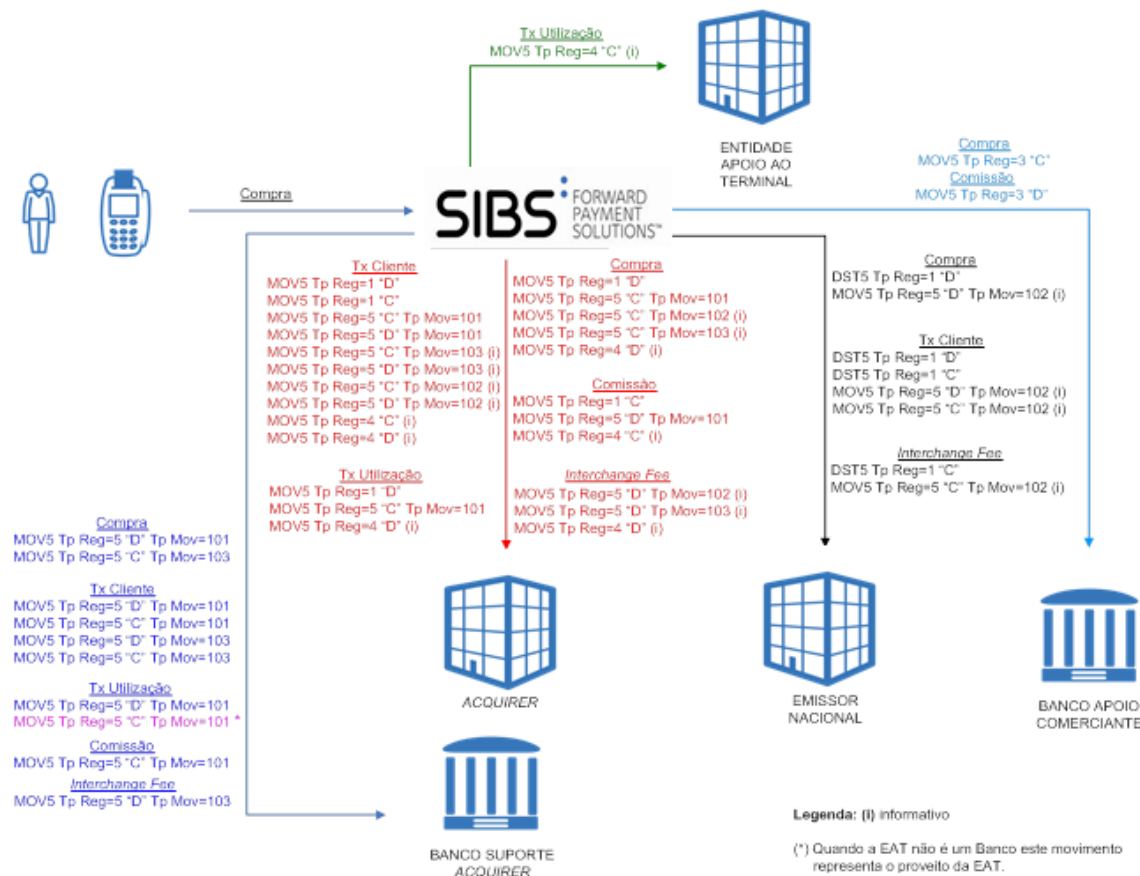 Tx Utilização
MOV5 Tp Reg=4 “C” (i)
ENTIDADE
APOIO AO
TERMINAL
Compra
MOV5 Tp Reg=3 “C”
Comissão
MOV5 Tp Reg=3 “D”
Compra
SIBS FORWARD
PAYMENT
SOLUTIONS™
Tx Cliente
MOV5 Tp Reg=1 “D”
MOV5 Tp Reg=1 “C”
MOV5 Tp Reg=5 “C” Tp Mov=101
MOV5 Tp Reg=5 “D” Tp Mov=101
MOV5 Tp Reg=5 “C” Tp Mov=103 (i)
MOV5 Tp Reg=5 “D” Tp Mov=103 (i)
MOV5 Tp Reg=5 “C” Tp Mov=102 (i)
MOV5 Tp Reg=5 “D” Tp Mov=102 (i)
MOV5 Tp Reg=4 “C” (i)
MOV5 Tp Reg=4 “D” (i)
Tx Utilização
MOV5 Tp Reg=1 “D”
MOV5 Tp Reg=5 “C” Tp Mov=101
MOV5 Tp Reg=4 “D” (i)
Compra
MOV5 Tp Reg=1 “D”
MOV5 Tp Reg=5 “C” Tp Mov=101
MOV5 Tp Reg=5 “C” Tp Mov=102 (i)
MOV5 Tp Reg=5 “C” Tp Mov=103 (i)
MOV5 Tp Reg=4 “D” (i)
Comissão
MOV5 Tp Reg=1 “C”
MOV5 Tp Reg=5 “D” Tp Mov=101
MOV5 Tp Reg=4 “C” (i)
Interchange Fee
MOV5 Tp Reg=5 “D” Tp Mov=102 (i)
MOV5 Tp Reg=5 “D” Tp Mov=103 (i)
MOV5 Tp Reg=4 “D” (i)
Compra
DST5 Tp Reg=1 “D”
MOV5 Tp Reg=5 “D” Tp Mov=102 (i)
Tx Cliente
DST5 Tp Reg=1 “D”
DST5 Tp Reg=1 “C”
MOV5 Tp Reg=5 “D” Tp Mov=102 (i)
MOV5 Tp Reg=5 “C” Tp Mov=102 (i)
Interchange Fee
DST5 Tp Reg=1 “C”
MOV5 Tp Reg=5 “C” Tp Mov=102 (i)
Compra
MOV5 Tp Reg=5 “D” Tp Mov=101
MOV5 Tp Reg=5 “C” Tp Mov=103
Tx Cliente
MOV5 Tp Reg=5 “D” Tp Mov=101
MOV5 Tp Reg=5 “C” Tp Mov=101
MOV5 Tp Reg=5 “D” Tp Mov=103
MOV5 Tp Reg=5 “C” Tp Mov=103
Tx Utilização
MOV5 Tp Reg=5 “D” Tp Mov=101
MOV5 Tp Reg=5 “C” Tp Mov=101 *
Comissão
MOV5 Tp Reg=5 “C” Tp Mov=101
Interchange Fee
MOV5 Tp Reg=5 “D” Tp Mov=103
ACQUIRER
EMISSOR
NACIONAL
BANCO APOIO
COMERCIANTE
BANCO SUPORTE
ACQUIRER
Legenda: (i) informativo
(*) Quando a EAT não é um Banco este movimento
representa o proveito da EAT.